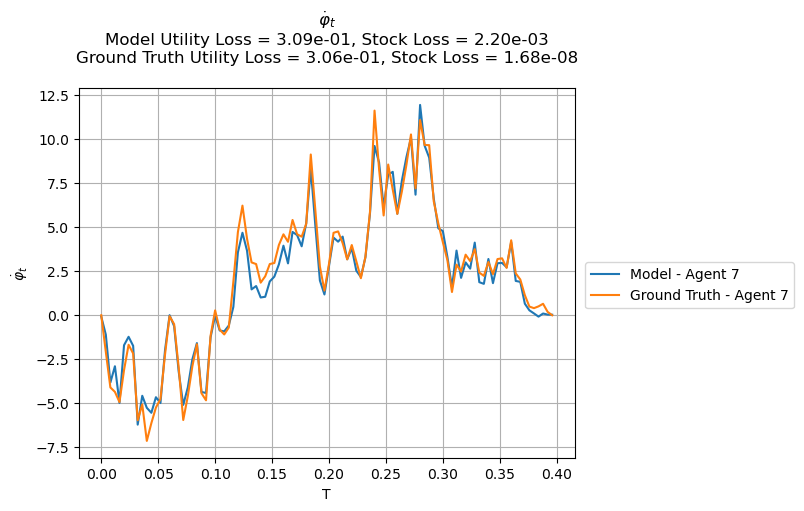 φ̇ₜ
Model Utility Loss = 3.09e-01, Stock Loss = 2.20e-03
Ground Truth Utility Loss = 3.06e-01, Stock Loss = 1.68e-08
12.5
10.0
7.5
5.0
2.5
0.0
−2.5
−5.0
−7.5
φ̇ₜ
0.00 0.05 0.10 0.15 0.20 0.25 0.30 0.35 0.40
T
Model - Agent 7
Ground Truth - Agent 7